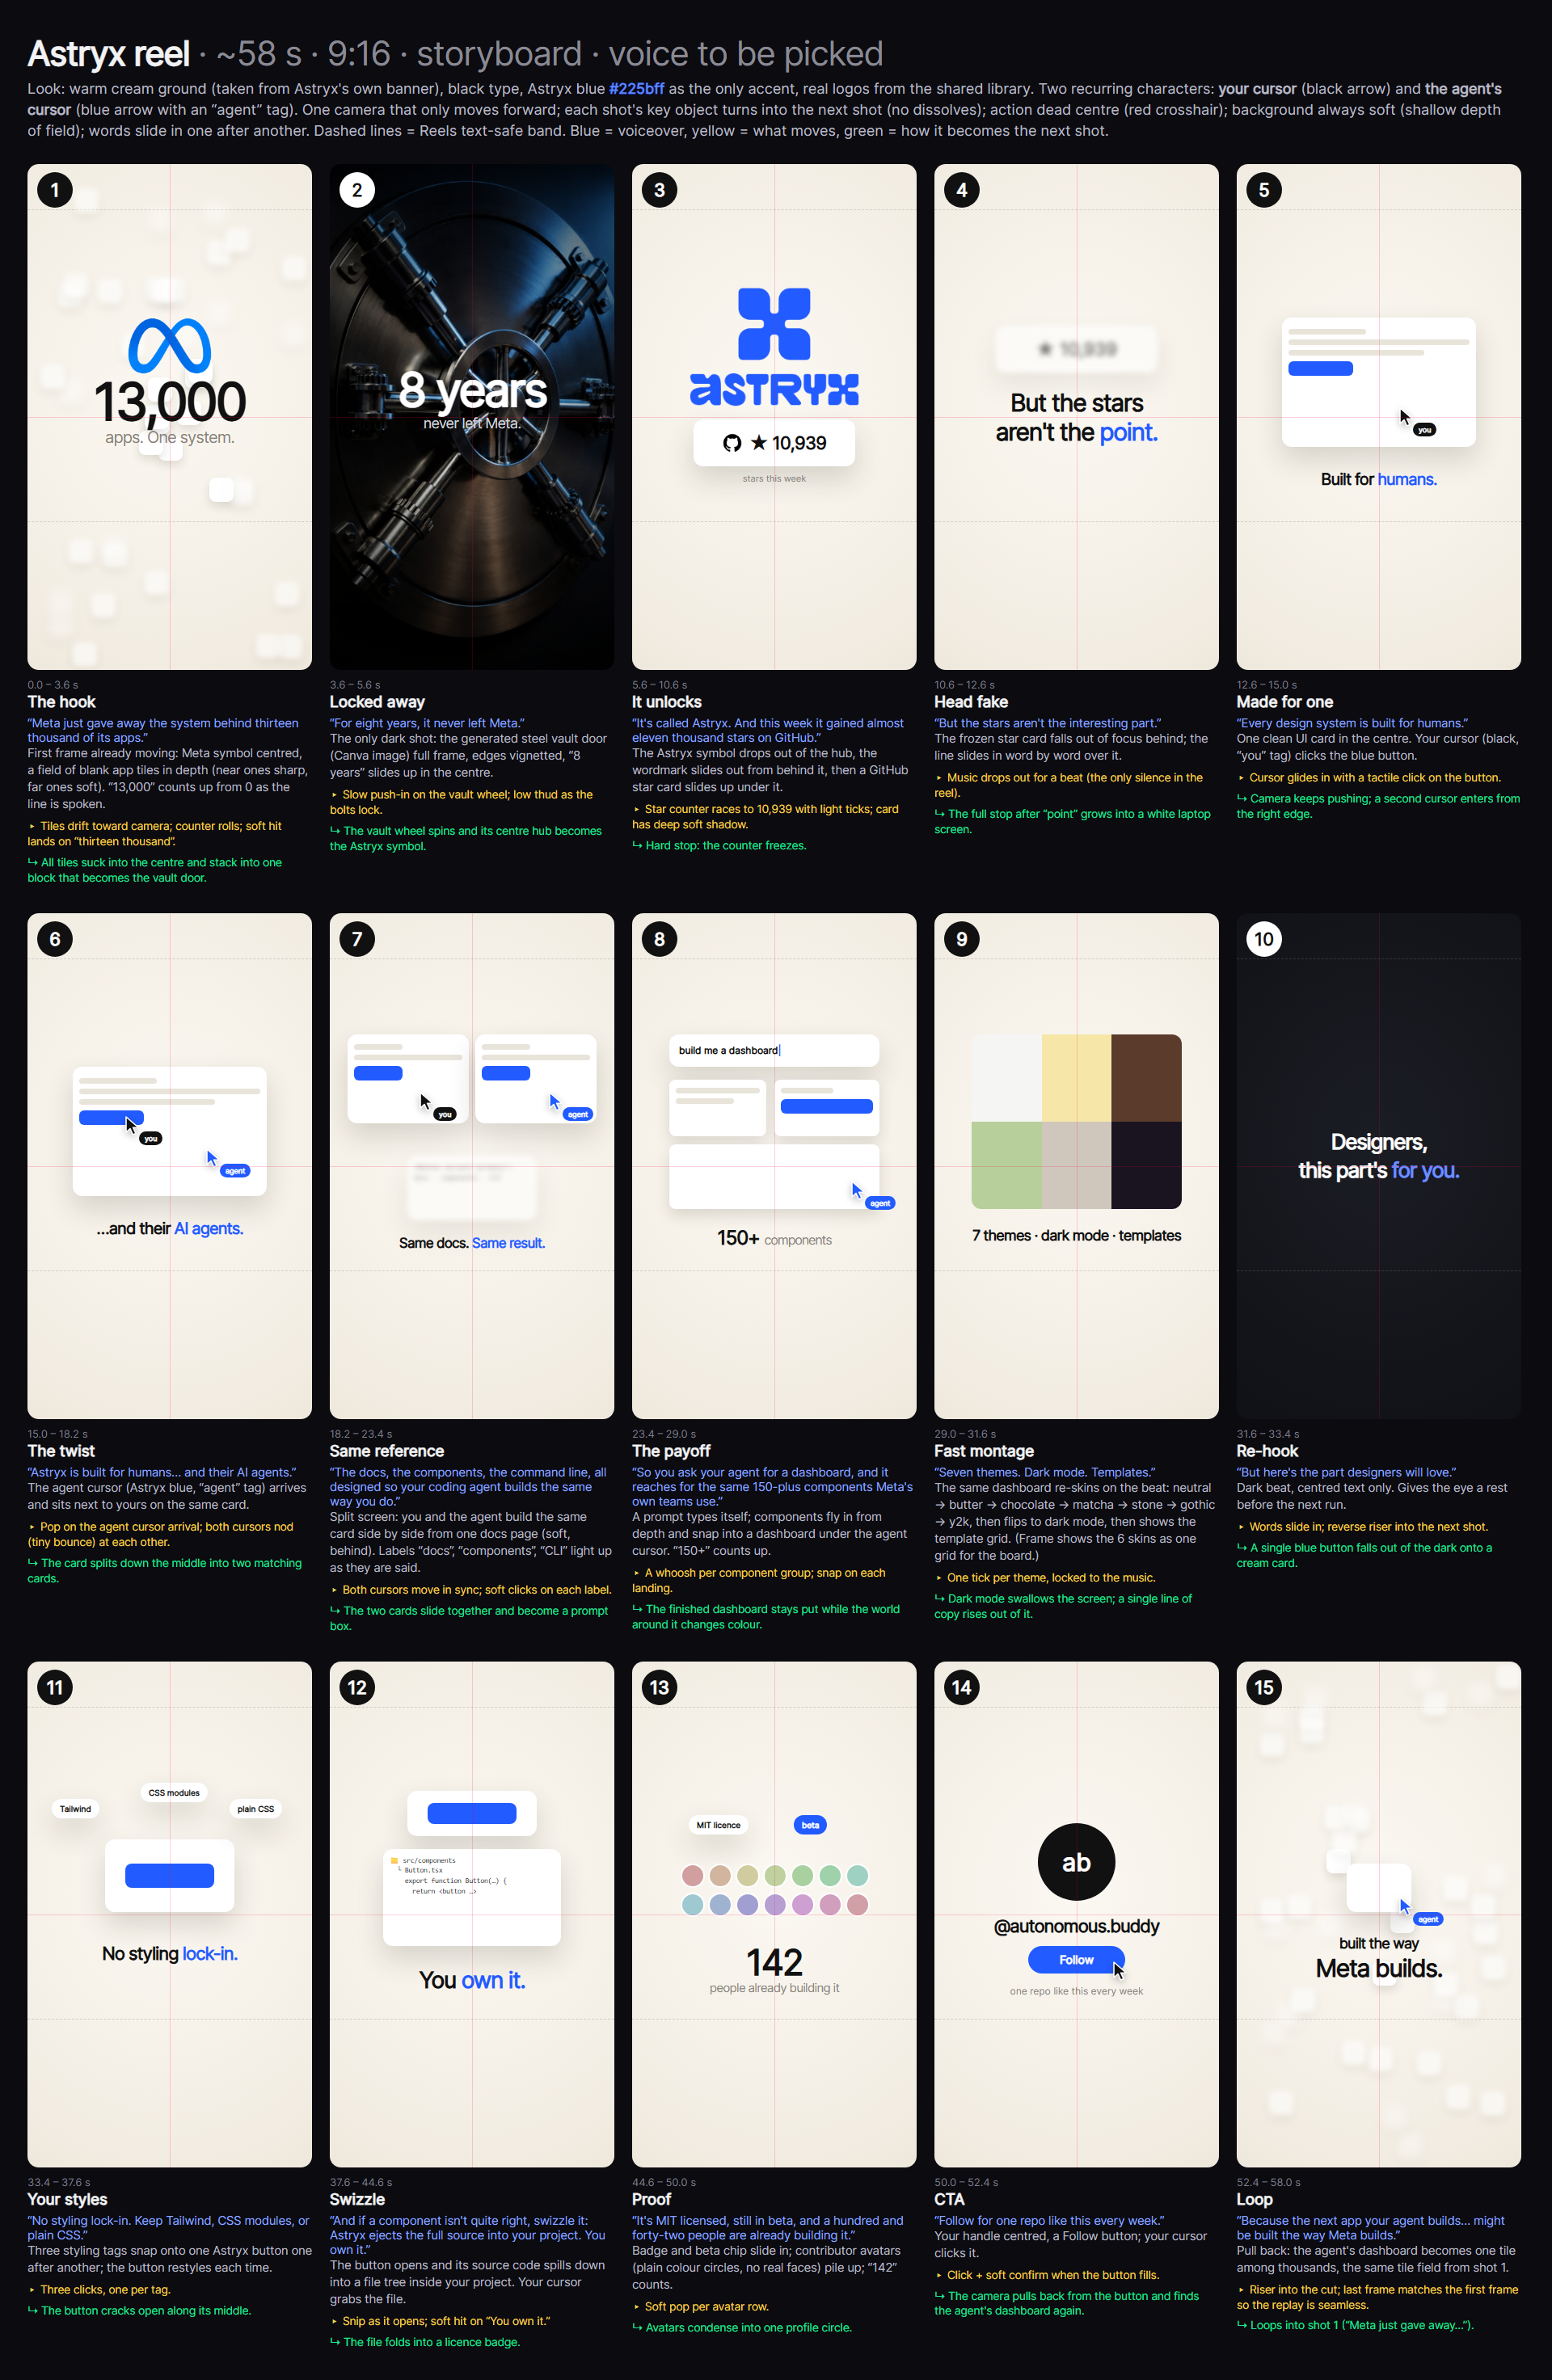 Astryx reel · ~58 s · 9:16 · storyboard · voice to be picked
Look: warm cream ground (taken from Astryx's own banner), black type, Astryx blue #225bff as the only accent, real logos from the shared library. Two recurring characters: your cursor (black arrow) and the agent's
cursor (blue arrow with an “agent” tag). One camera that only moves forward; each shot's key object turns into the next shot (no dissolves); action dead centre (red crosshair); background always soft (shallow depth
of field); words slide in one after another. Dashed lines = Reels text-safe band. Blue = voiceover, yellow = what moves, green = how it becomes the next shot.
1
13,000
apps. One system.
0.0 – 3.6 s
The hook
“Meta just gave away the system behind thirteen
thousand of its apps.”
First frame already moving: Meta symbol centred,
a field of blank app tiles in depth (near ones sharp,
far ones soft). “13,000” counts up from 0 as the
line is spoken.
‣ Tiles drift toward camera; counter rolls; soft hit
lands on “thirteen thousand”.
↳ All tiles suck into the centre and stack into one
block that becomes the vault door.
2
8 years
never left Meta.
3.6 – 5.6 s
Locked away
“For eight years, it never left Meta.”
The only dark shot: the generated steel vault door
(Canva image) full frame, edges vignetted, “8
years” slides up in the centre.
‣ Slow push-in on the vault wheel; low thud as the
bolts lock.
↳ The vault wheel spins and its centre hub becomes
the Astryx symbol.
3
ASTRYX
★ 10,939
stars this week
5.6 – 10.6 s
It unlocks
“It's called Astryx. And this week it gained almost
eleven thousand stars on GitHub.”
The Astryx symbol drops out of the hub, the
wordmark slides out from behind it, then a GitHub
star card slides up under it.
‣ Star counter races to 10,939 with light ticks; card
has deep soft shadow.
↳ Hard stop: the counter freezes.
4
★ 10,939
But the stars
aren't the point.
10.6 – 12.6 s
Head fake
“But the stars aren't the interesting part.”
The frozen star card falls out of focus behind; the
line slides in word by word over it.
‣ Music drops out for a beat (the only silence in the
reel).
↳ The full stop after “point” grows into a white laptop
screen.
5
you
Built for humans.
12.6 – 15.0 s
Made for one
“Every design system is built for humans.”
One clean UI card in the centre. Your cursor (black,
“you” tag) clicks the blue button.
‣ Cursor glides in with a tactile click on the button.
↳ Camera keeps pushing; a second cursor enters from
the right edge.
6
you
agent
...and their AI agents.
15.0 – 18.2 s
The twist
“Astryx is built for humans... and their AI agents.”
The agent cursor (Astryx blue, “agent” tag) arrives
and sits next to yours on the same card.
‣ Pop on the agent cursor arrival; both cursors nod
(tiny bounce) at each other.
↳ The card splits down the middle into two matching
cards.
7
you
agent
Same docs. Same result.
18.2 – 23.4 s
Same reference
“The docs, the components, the command line, all
designed so your coding agent builds the same
way you do.”
Split screen: you and the agent build the same
card side by side from one docs page (soft,
behind). Labels “docs”, “components”, “CLI” light up
as they are said.
‣ Both cursors move in sync; soft clicks on each label.
↳ The two cards slide together and become a prompt
box.
8
build me a dashboard
agent
150+ components
23.4 – 29.0 s
The payoff
“So you ask your agent for a dashboard, and it
reaches for the same 150-plus components Meta's
own teams use.”
A prompt types itself; components fly in from
depth and snap into a dashboard under the agent
cursor. “150+” counts up.
‣ A whoosh per component group; snap on each
landing.
↳ The finished dashboard stays put while the world
around it changes colour.
9
7 themes · dark mode · templates
29.0 – 31.6 s
Fast montage
“Seven themes. Dark mode. Templates.”
The same dashboard re-skins on the beat: neutral
→ butter → chocolate → matcha → stone → gothic
→ y2k, then flips to dark mode, then shows the
template grid. (Frame shows the 6 skins as one
grid for the board.)
‣ One tick per theme, locked to the music.
↳ Dark mode swallows the screen; a single line of
copy rises out of it.
10
Designers,
this part's for you.
31.6 – 33.4 s
Re-hook
“But here's the part designers will love.”
Dark beat, centred text only. Gives the eye a rest
before the next run.
‣ Words slide in; reverse riser into the next shot.
↳ A single blue button falls out of the dark onto a
cream card.
11
Tailwind
CSS modules
plain CSS
No styling lock-in.
33.4 – 37.6 s
Your styles
“No styling lock-in. Keep Tailwind, CSS modules, or
plain CSS.”
Three styling tags snap onto one Astryx button one
after another; the button restyles each time.
‣ Three clicks, one per tag.
↳ The button cracks open along its middle.
12
src/components
└ Button.tsx
export function Button(…) {
return <button …>
You own it.
37.6 – 44.6 s
Swizzle
“And if a component isn't quite right, swizzle it:
Astryx ejects the full source into your project. You
own it.”
The button opens and its source code spills down
into a file tree inside your project. Your cursor
grabs the file.
‣ Snip as it opens; soft hit on “You own it.”
↳ The file folds into a licence badge.
13
MIT licence
beta
142
people already building it
44.6 – 50.0 s
Proof
“It's MIT licensed, still in beta, and a hundred and
forty-two people are already building it.”
Badge and beta chip slide in; contributor avatars
(plain colour circles, no real faces) pile up; “142”
counts.
‣ Soft pop per avatar row.
↳ Avatars condense into one profile circle.
14
ab
@autonomous.buddy
Follow
one repo like this every week
50.0 – 52.4 s
CTA
“Follow for one repo like this every week.”
Your handle centred, a Follow button; your cursor
clicks it.
‣ Click + soft confirm when the button fills.
↳ The camera pulls back from the button and finds
the agent's dashboard again.
15
agent
built the way
Meta builds.
52.4 – 58.0 s
Loop
“Because the next app your agent builds... might
be built the way Meta builds.”
Pull back: the agent's dashboard becomes one tile
among thousands, the same tile field from shot 1.
‣ Riser into the cut; last frame matches the first frame
so the replay is seamless.
↳ Loops into shot 1 (“Meta just gave away...”).